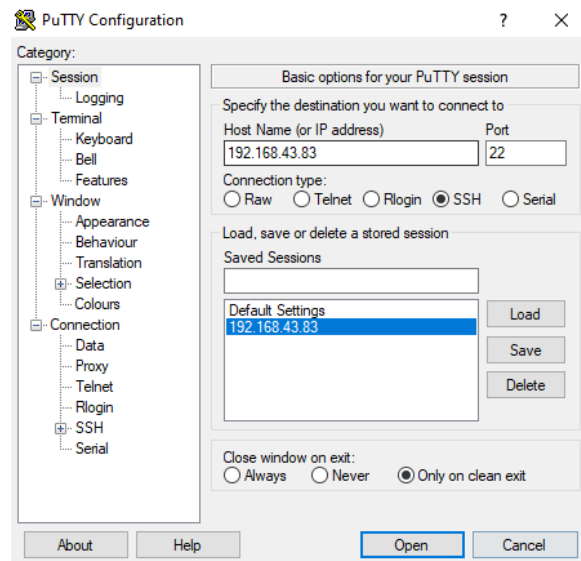 PuTTY Configuration
?
Category:
Session
Logging
Terminal
Keyboard
Bell
Features
Window
Appearance
Behaviour
Translation
Selection
Colours
Connection
Data
Proxy
Telnet
Rlogin
SSH
Serial
Basic options for your PuTTY session
Specify the destination you want to connect to
Host Name (or IP address) Port
192.168.43.83 22
Connection type:
Raw Telnet Rlogin SSH Serial
Load, save or delete a stored session
Saved Sessions
Default Settings
192.168.43.83
Load
Save
Delete
Close window on exit:
Always Never Only on clean exit
About Help Open Cancel